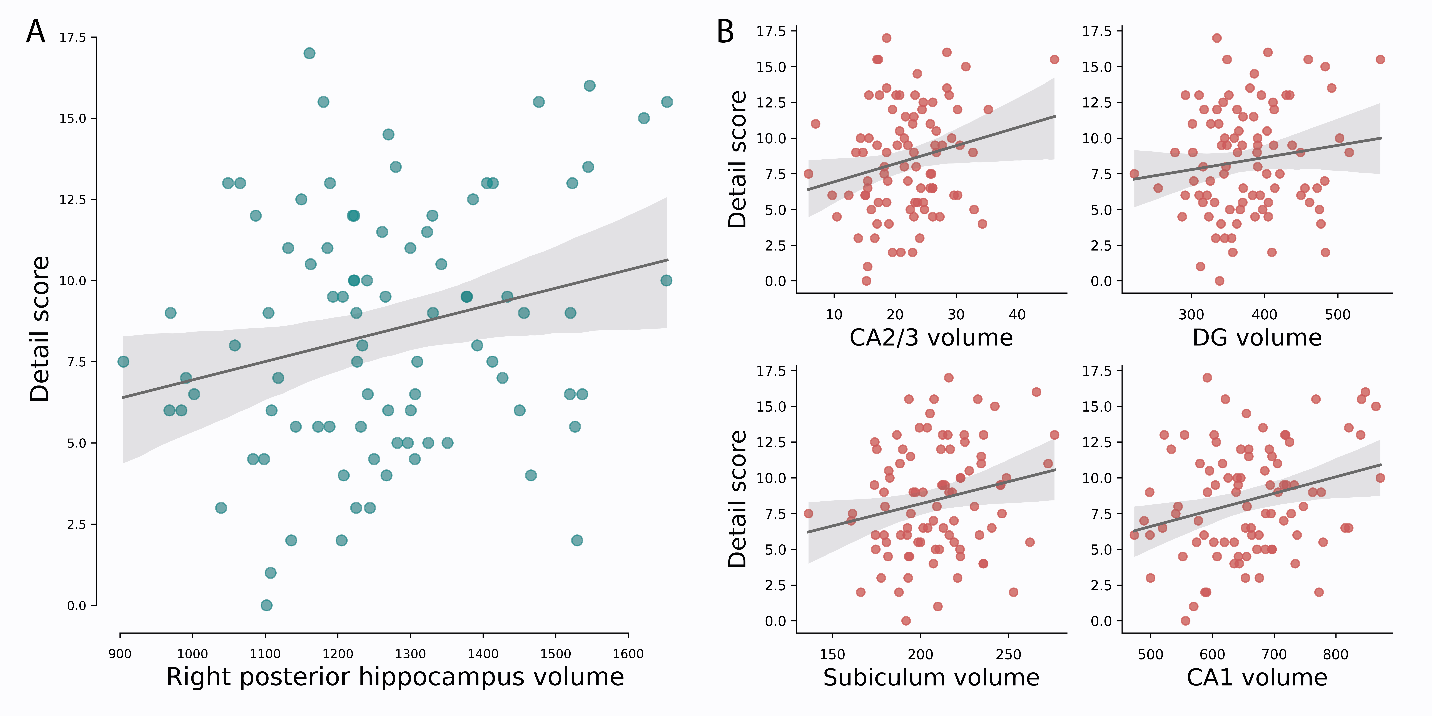 A
17.5
15.0
12.5
10.0
7.5
5.0
2.5
0.0
Detail score
900 1000 1100 1200 1300 1400 1500 1600
Right posterior hippocampus volume
B
17.5
15.0
12.5
10.0
7.5
5.0
2.5
0.0
Detail score
10 20 30 40
CA2/3 volume
17.5
15.0
12.5
10.0
7.5
5.0
2.5
0.0
300 400 500
DG volume
17.5
15.0
12.5
10.0
7.5
5.0
2.5
0.0
Detail score
150 200 250
Subiculum volume
17.5
15.0
12.5
10.0
7.5
5.0
2.5
0.0
500 600 700 800
CA1 volume